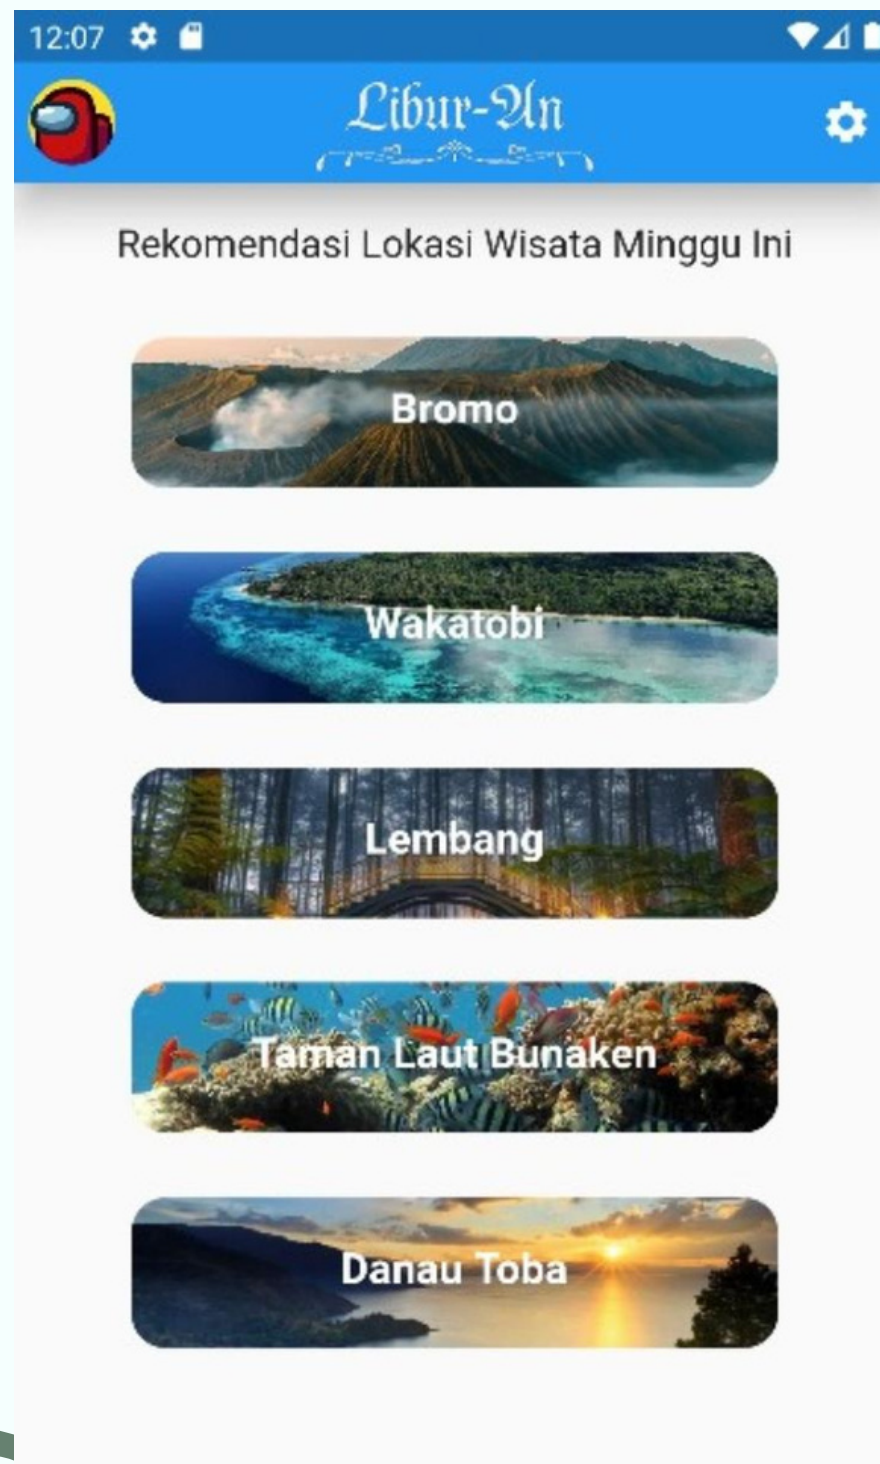 12:07
Libur-An
Rekomendasi Lokasi Wisata Minggu Ini
Bromo
Wakatobi
Lembang
Taman Laut Bunaken
Danau Toba